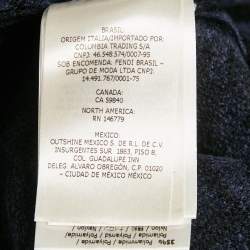 BRASIL
ORIGEM ITALIA/IMPORTADO POR:
COLUMBIA TRADING S/A
CNPJ: 46.548.574/0007-95
SOB ENCOMENDA: FENDI BRASIL -
GRUPO DE MODA LTDA CNPJ:
14.491.767/0001-75
CANADA:
CA 59840
NORTH AMERICA:
RN 146779
MEXICO:
OUTSHINE MEXICO S. DE R.L. DE C.V.
INSURGENTES SUR 1863, PISO 8,
COL. GUADALUPE INN
DELEG. ALVARO OBREGÓN, C.P. 01020
- CIUDAD DE MÉXICO MÉXICO